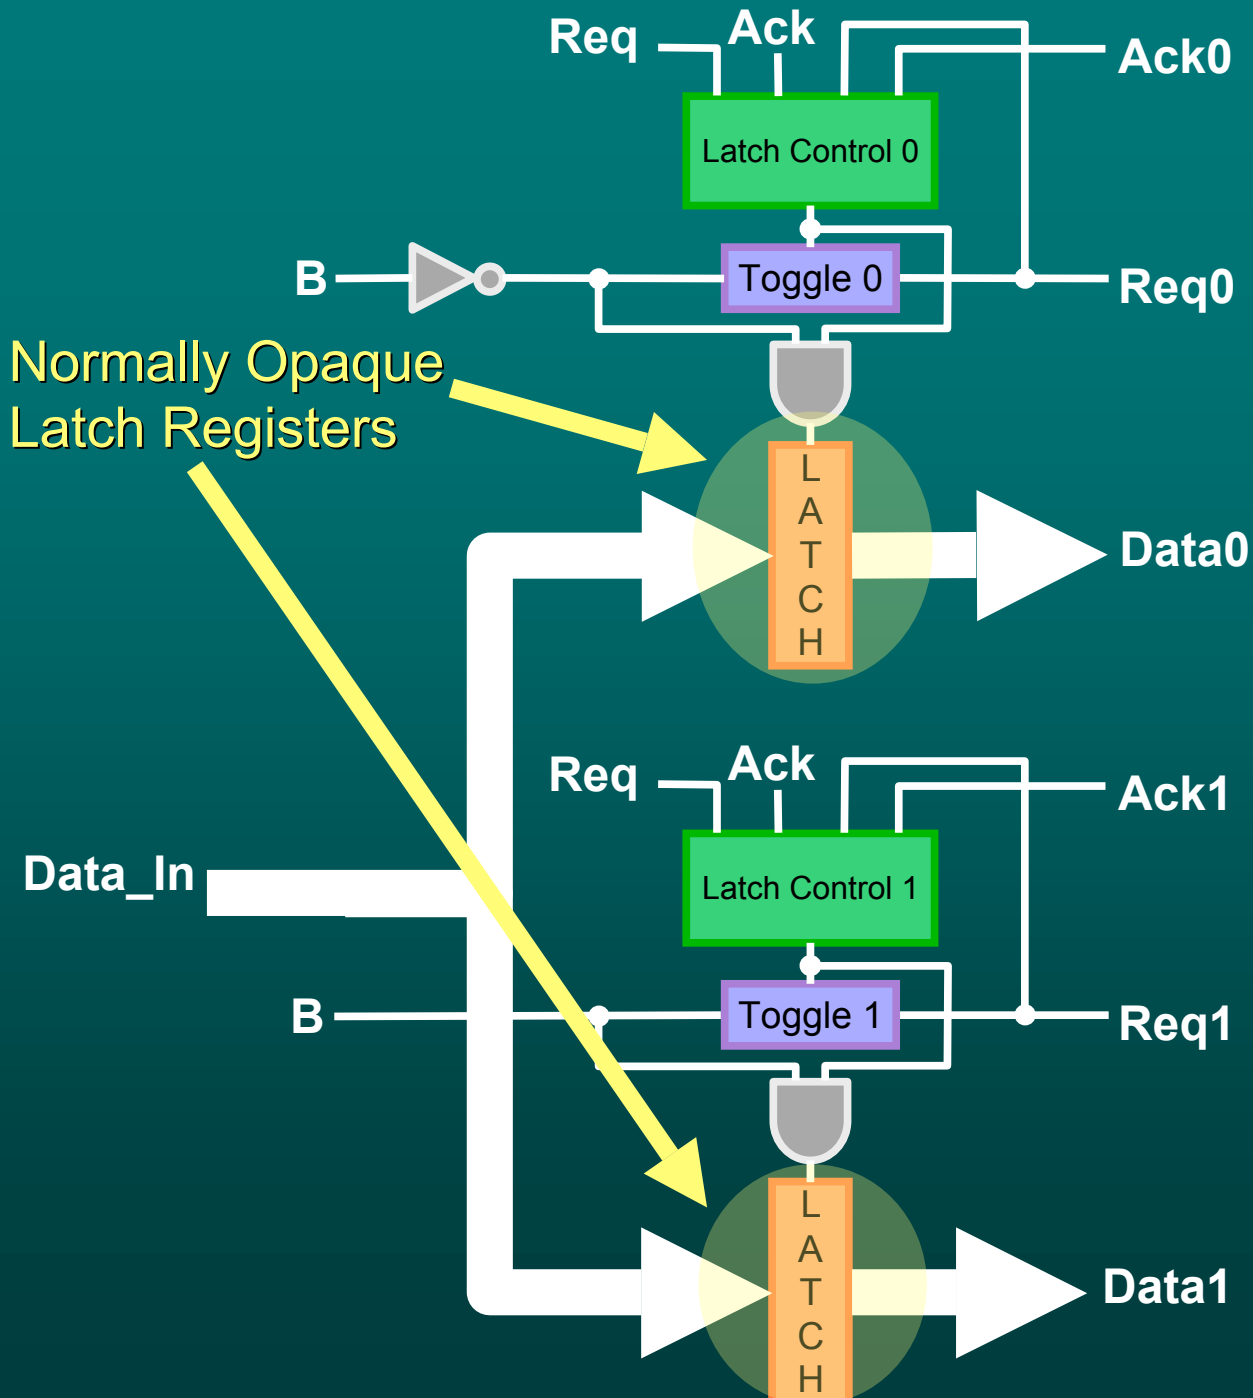 Req
Ack
Ack0
Latch Control 0
B
Toggle 0
Req0
Normally Opaque
Latch Registers
L
A
T
C
H
Data0
Req
Ack
Ack1
Latch Control 1
Data_In
B
Toggle 1
Req1
L
A
T
C
H
Data1